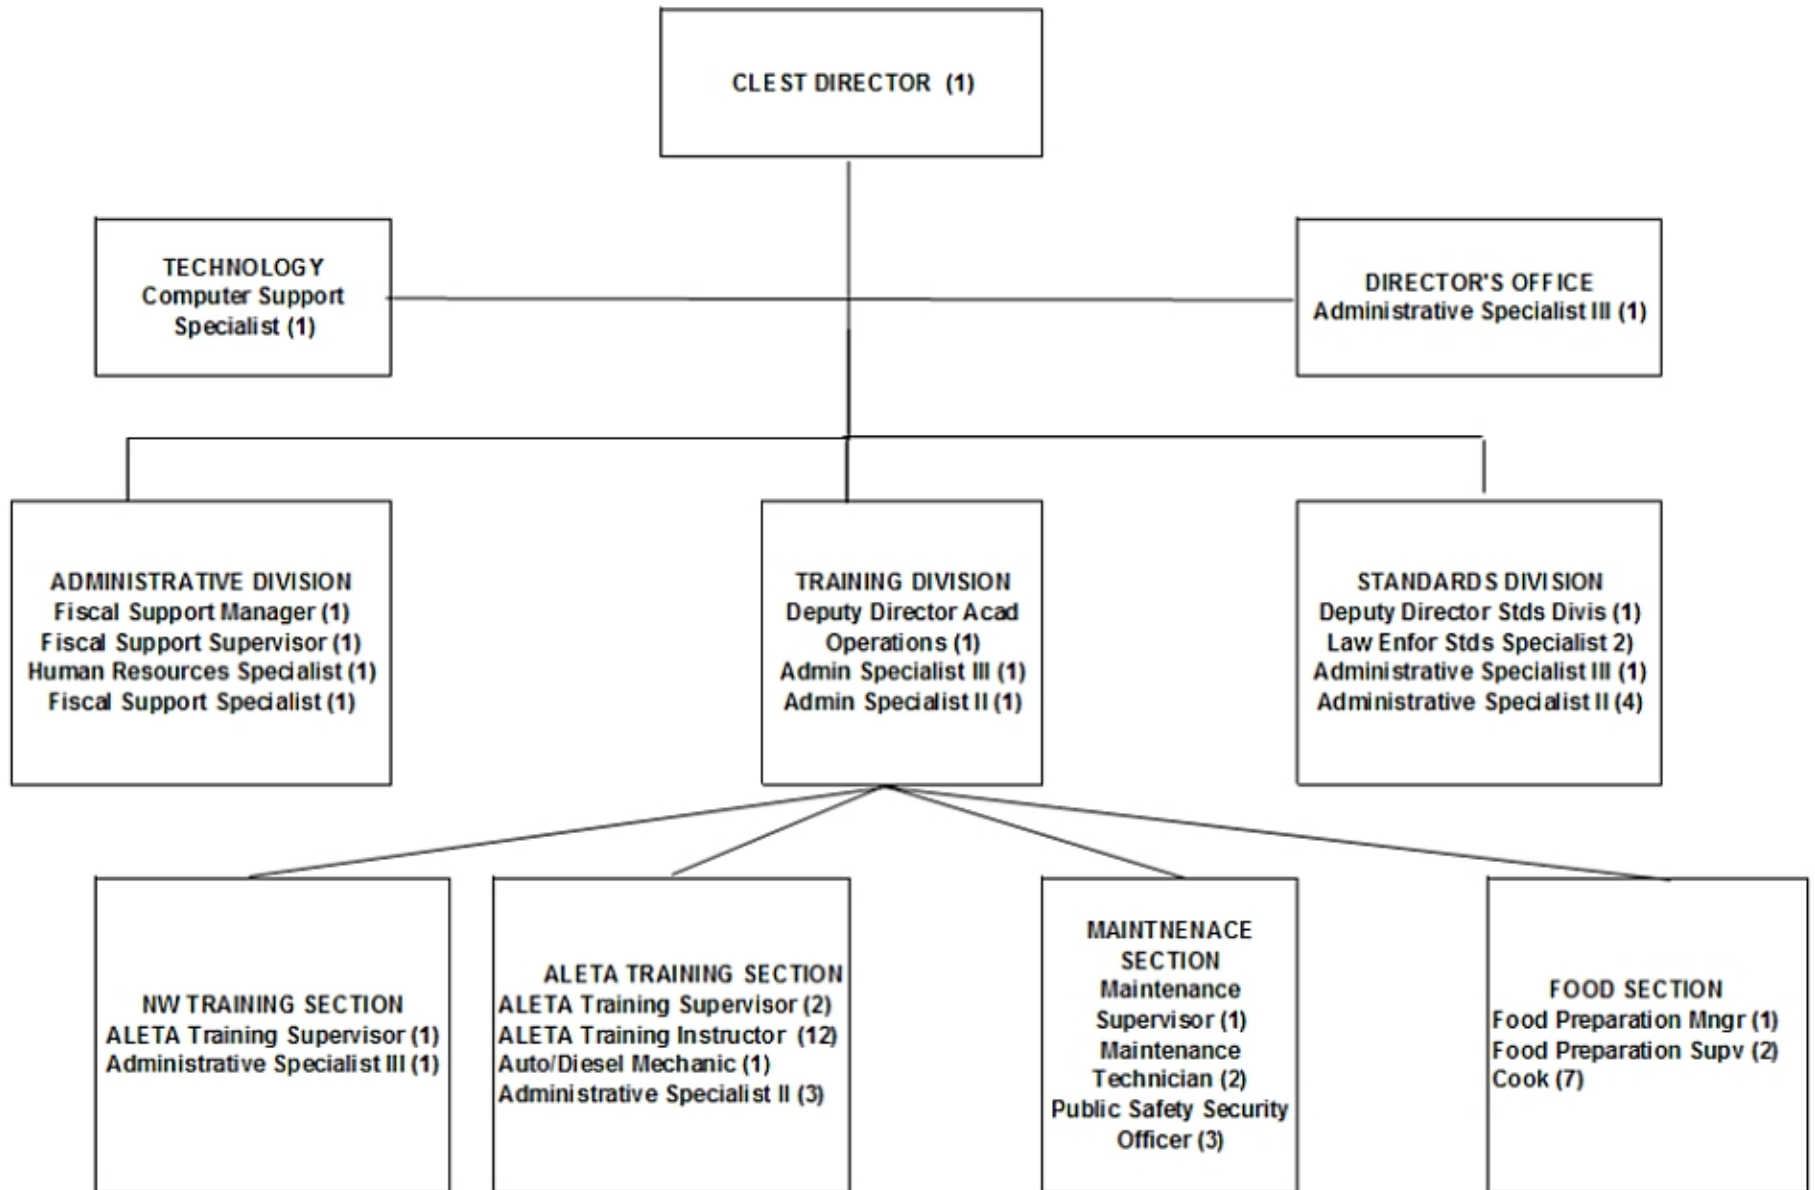 CLEST DIRECTOR (1)
TECHNOLOGY
Computer Support
Specialist (1)
DIRECTOR'S OFFICE
Administrative Specialist III (1)
ADMINISTRATIVE DIVISION
Fiscal Support Manager (1)
Fiscal Support Supervisor (1)
Human Resources Specialist (1)
Fiscal Support Specialist (1)
TRAINING DIVISION
Deputy Director Acad
Operations (1)
Admin Specialist III (1)
Admin Specialist II (1)
STANDARDS DIVISION
Deputy Director Stds Divis (1)
Law Enfor Stds Specialist 2)
Administrative Specialist III (1)
Administrative Specialist II (4)
NW TRAINING SECTION
ALETA Training Supervisor (1)
Administrative Specialist III (1)
ALETA TRAINING SECTION
ALETA Training Supervisor (2)
ALETA Training Instructor (12)
Auto/Diesel Mechanic (1)
Administrative Specialist II (3)
MAINTNENACE
SECTION
Maintenance
Supervisor (1)
Maintenance
Technician (2)
Public Safety Security
Officer (3)
FOOD SECTION
Food Preparation Mngr (1)
Food Preparation Supv (2)
Cook (7)